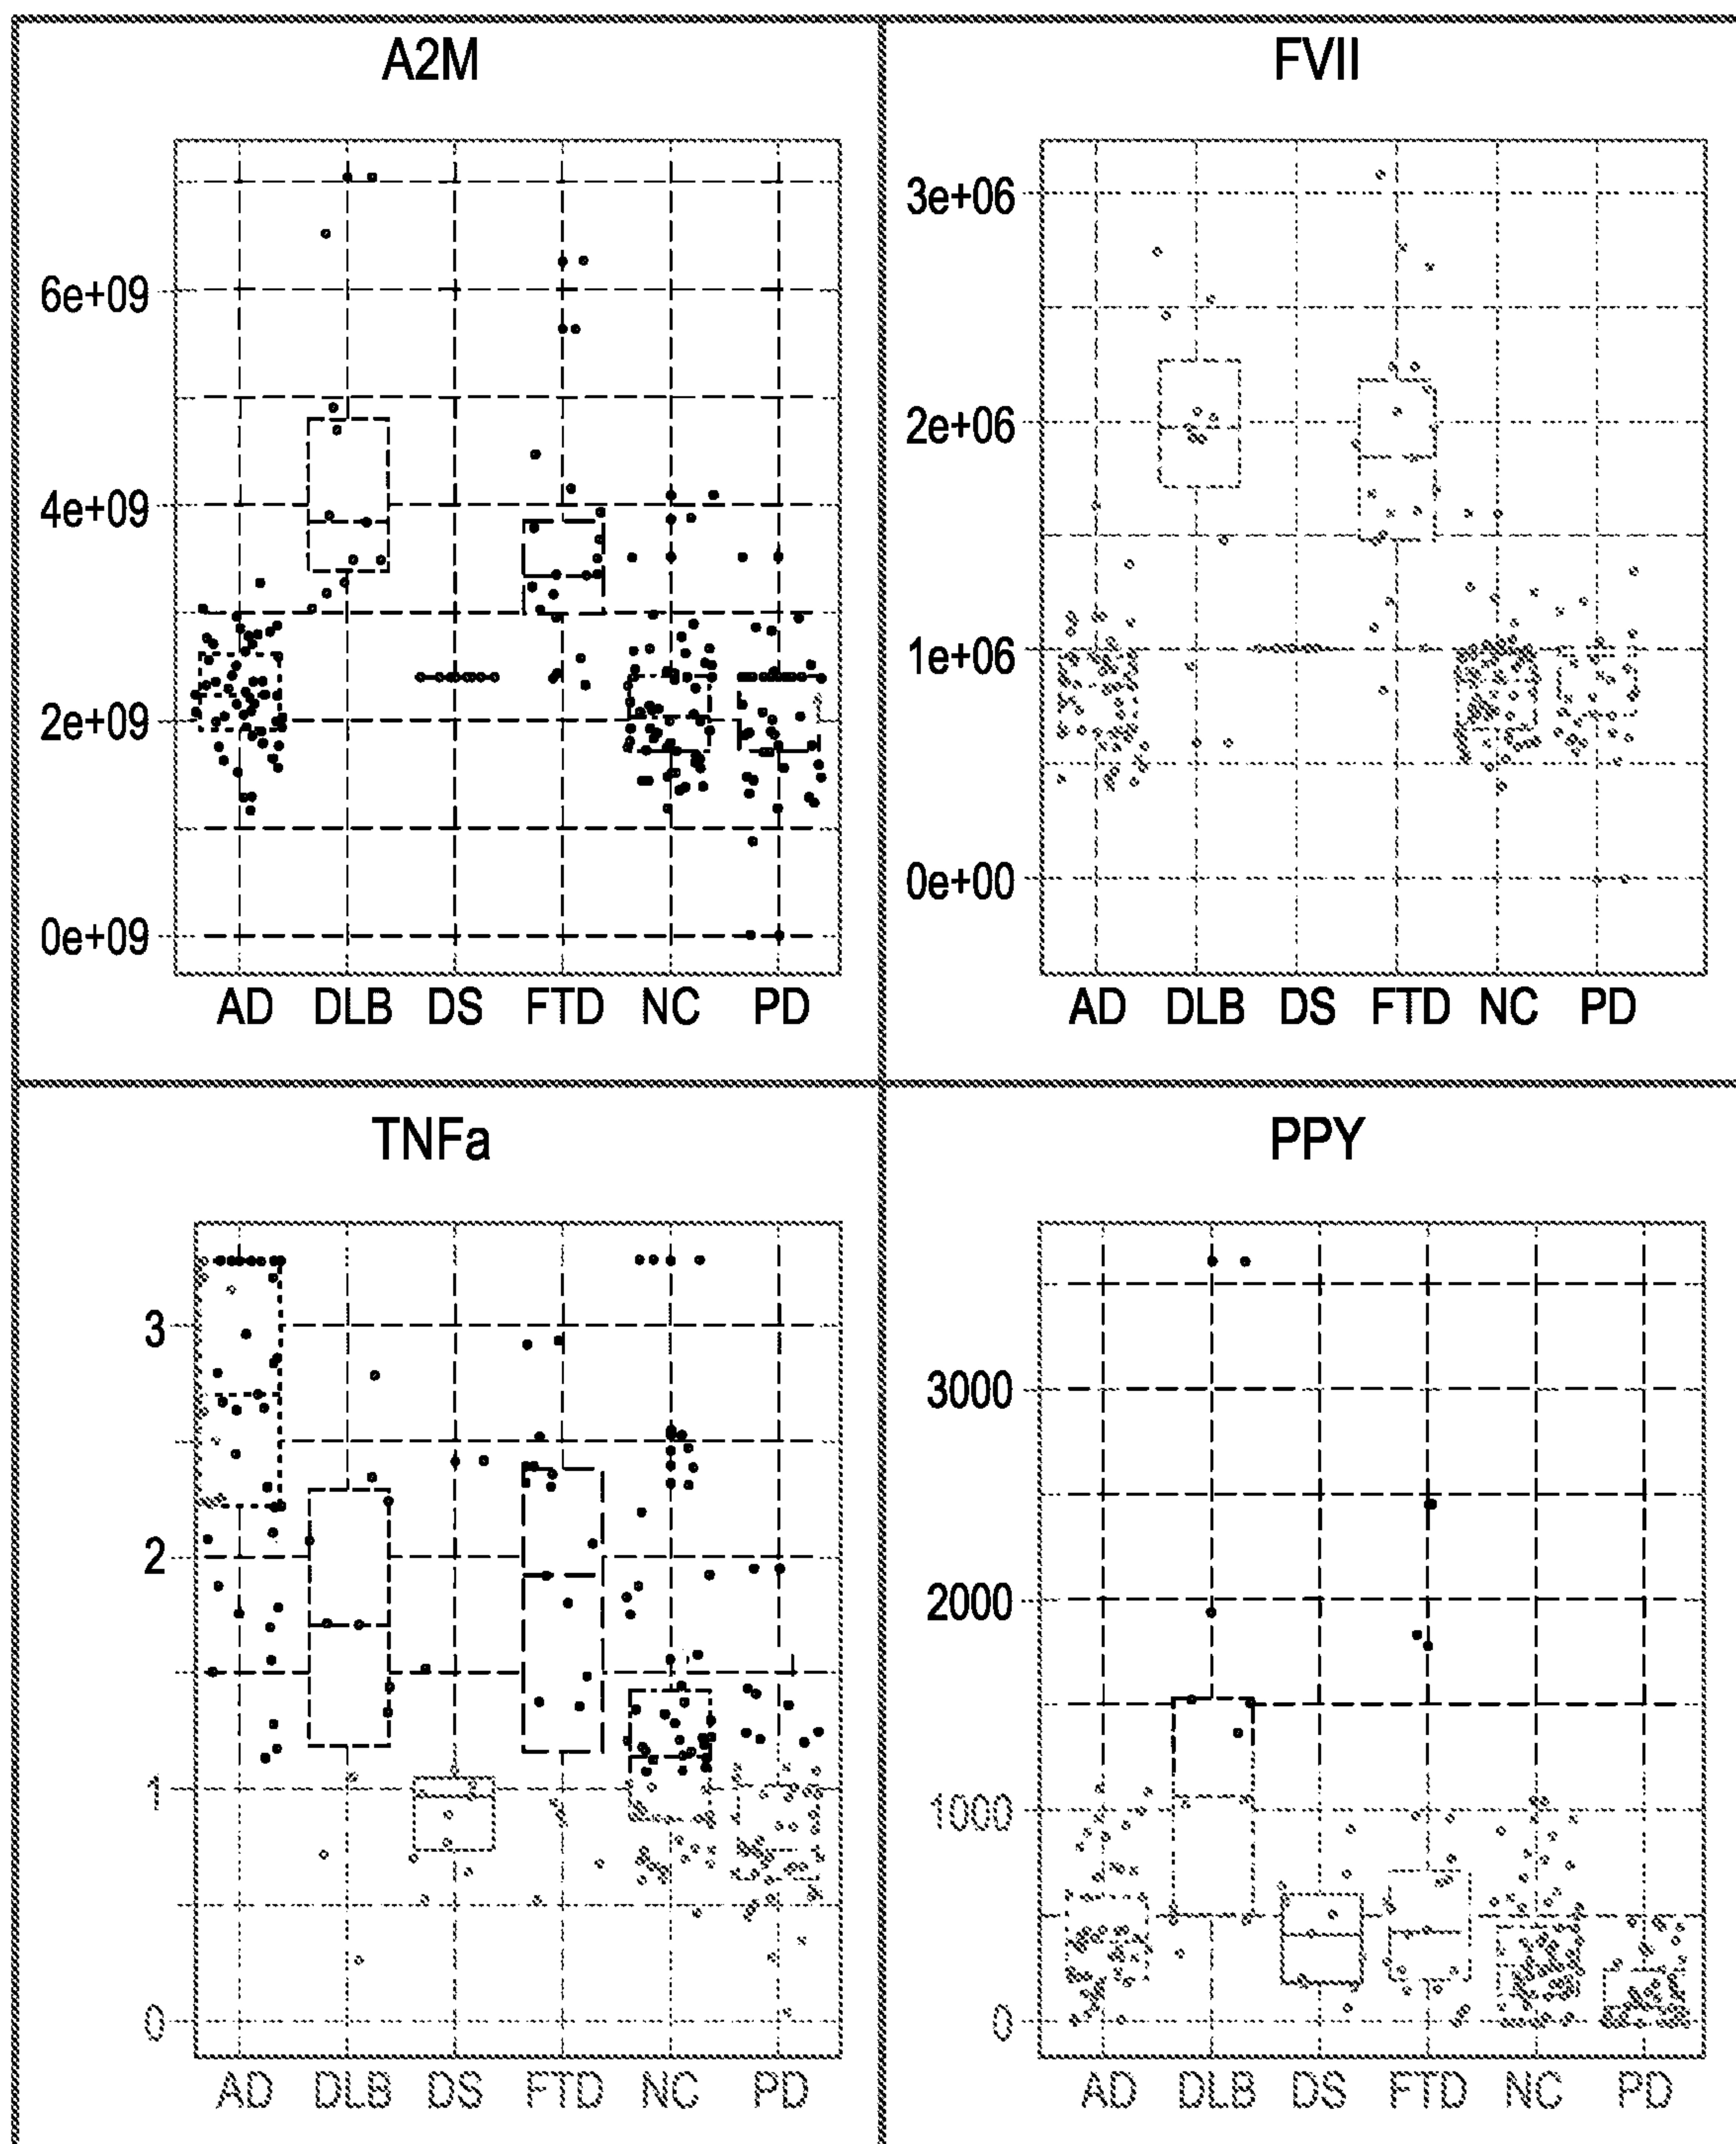 A2M
6e+09
4e+09
2e+09
0e+09
AD DLB DS FTD NC PD
FVII
3e+06
2e+06
1e+06
0e+00
AD DLB DS FTD NC PD
TNFa
3
2
1
0
AD DLB DS FTD NC PD
PPY
3000
2000
1000
0
AD DLB DS FTD NC PD